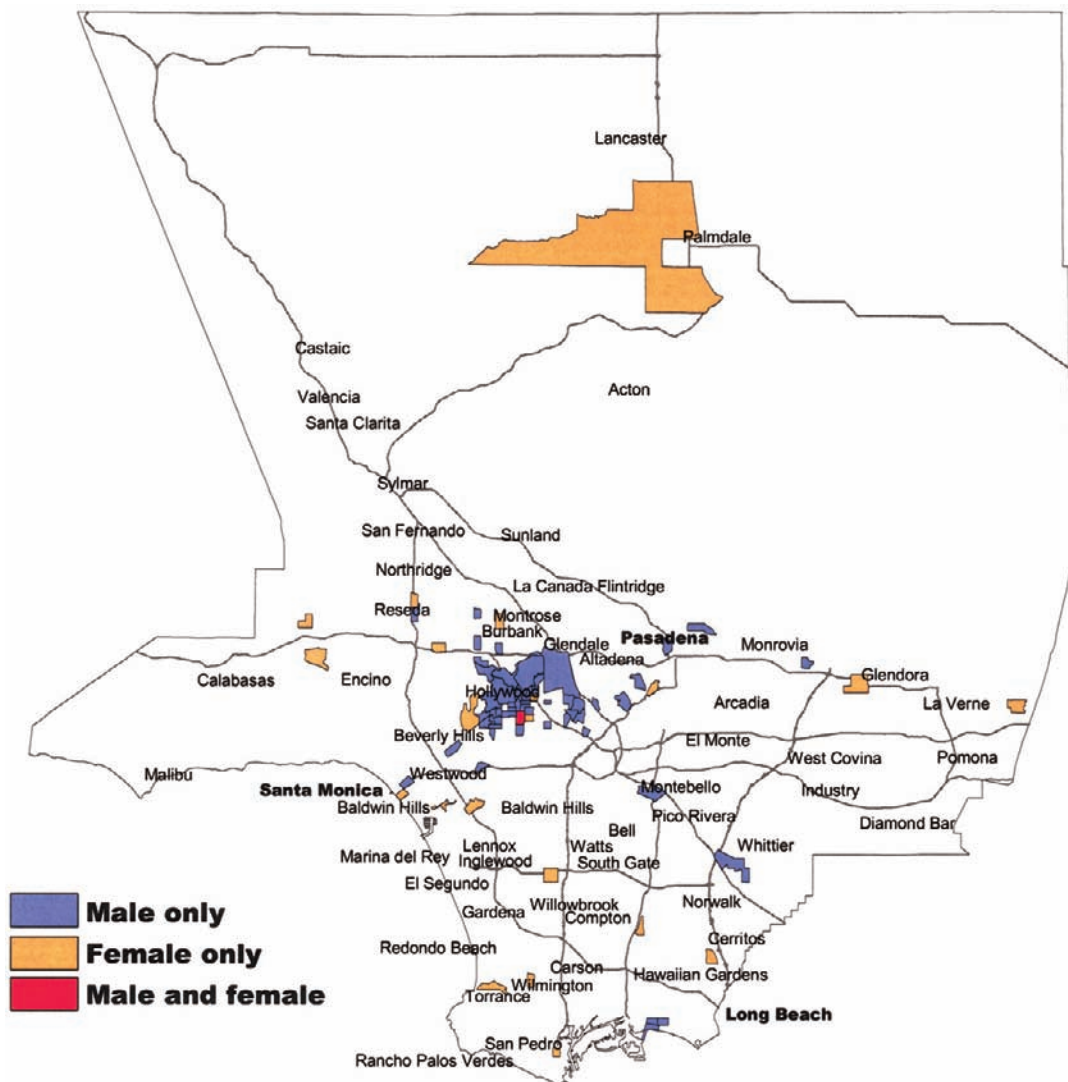 Lancaster
Palmdale
Castaic
Acton
Valencia
Santa Clarita
Sylmar
San Fernando
Sunland
Northridge
La Canada Flintridge
Reseda
Montrose
Burbank
Pasadena
Glendale
Monrovia
Altadena
Calabasas
Encino
Glendora
Hollywood
Arcadia
La Verne
Beverly Hills
El Monte
West Covina
Pomona
Malibu
Westwood
Santa Monica
Montebello
Industry
Baldwin Hills
Baldwin Hills
Pico Rivera
Diamond Bar
Bell
Lennox
Watts
Whittier
Marina del Rey
Inglewood
South Gate
El Segundo
Willowbrook
Norwalk
Gardena
Compton
Cerritos
Redondo Beach
Carson
Hawaiian Gardens
Wilmington
Torrance
Long Beach
San Pedro
Rancho Palos Verdes
Male only
Female only
Male and female